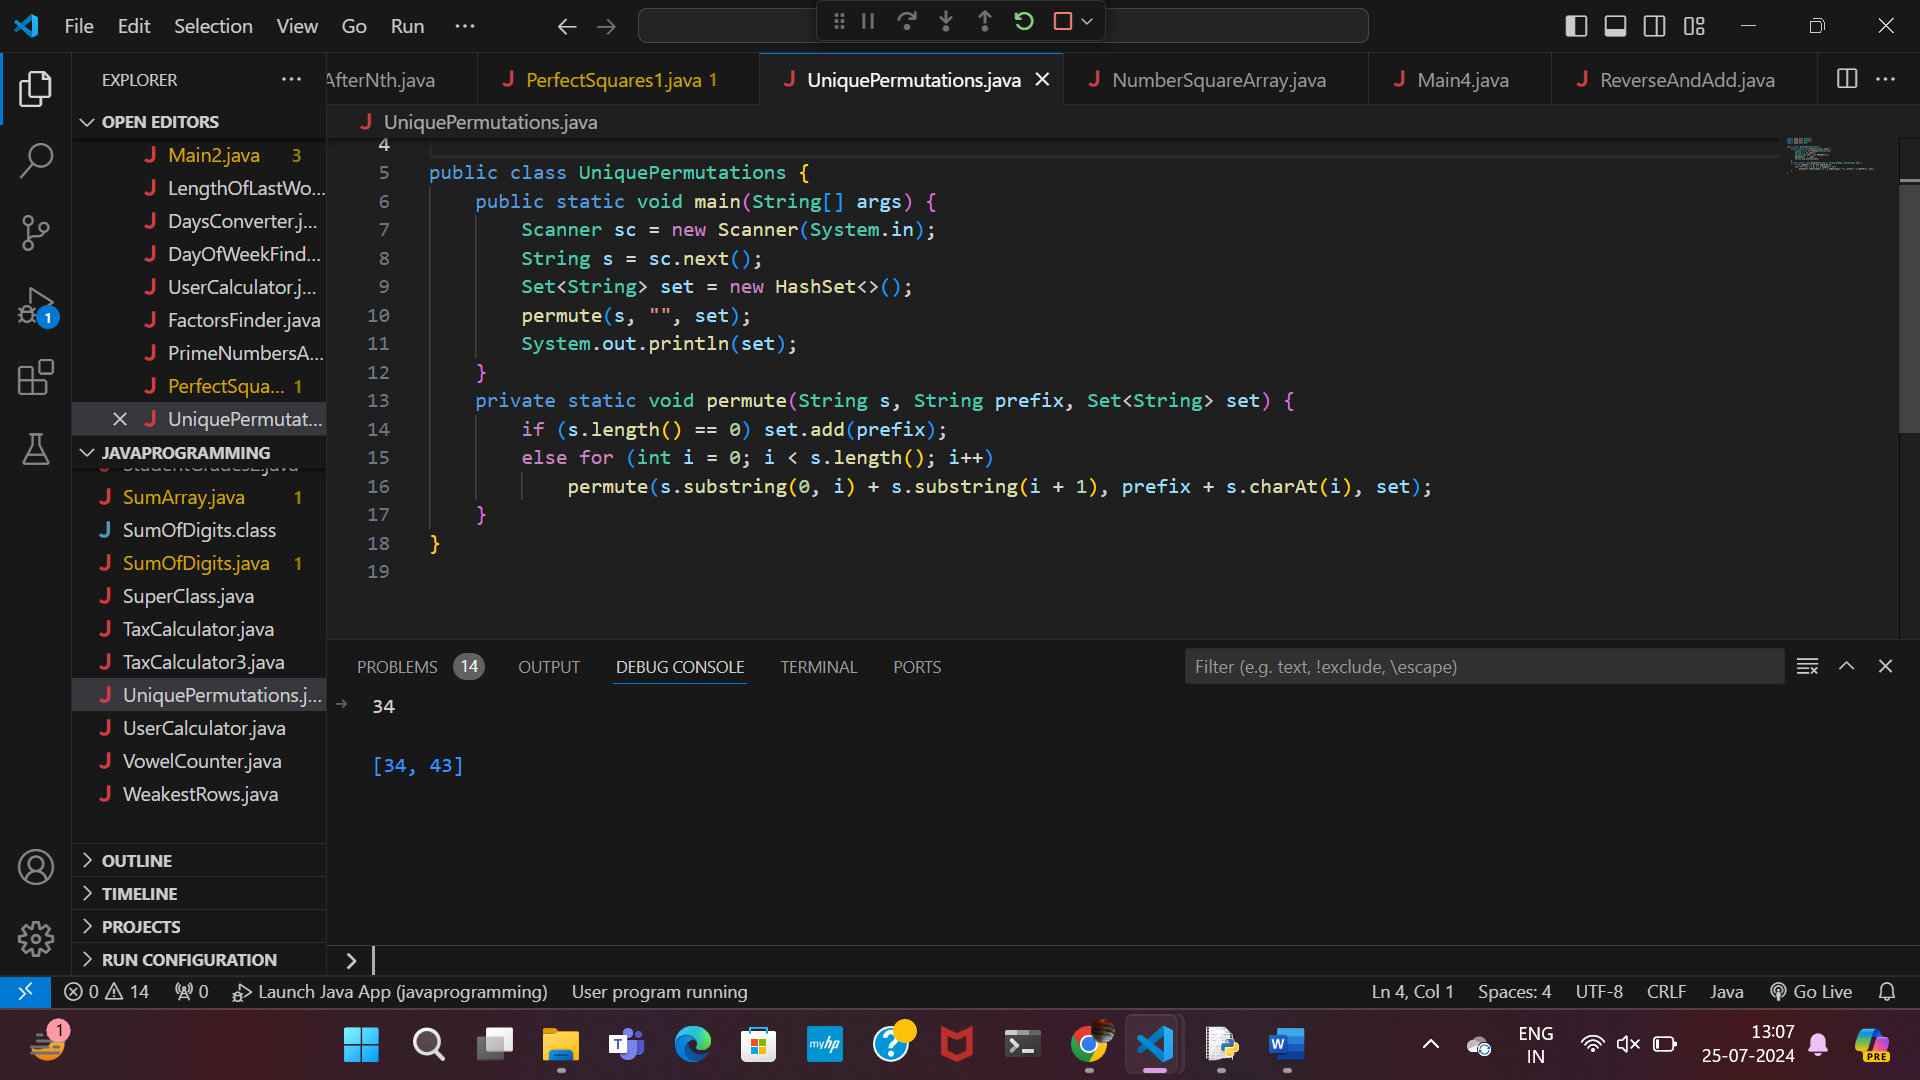 File Edit Selection View Go Run ...
EXPLORER ...
OPEN EDITORS
Main2.java 3
LengthOfLastWo...
DaysConverter.j...
DayOfWeekFind...
UserCalculator.j...
FactorsFinder.java
PrimeNumbersA...
PerfectSqua... 1
UniquePermutat...
JAVAPROGRAMMING
StudentGrades2.java
SumArray.java 1
SumOfDigits.class
SumOfDigits.java 1
SuperClass.java
TaxCalculator.java
TaxCalculator3.java
UniquePermutations.j...
UserCalculator.java
VowelCounter.java
WeakestRows.java
OUTLINE
TIMELINE
PROJECTS
RUN CONFIGURATION
1
AfterNth.java PerfectSquares1.java 1 UniquePermutations.java NumberSquareArray.java Main4.java ReverseAndAdd.java ...
UniquePermutations.java
4
5 public class UniquePermutations {
6 public static void main(String[] args) {
7 Scanner sc = new Scanner(System.in);
8 String s = sc.next();
9 Set<String> set = new HashSet<>();
10 permute(s, "", set);
11 System.out.println(set);
12 }
13 private static void permute(String s, String prefix, Set<String> set) {
14 if (s.length() == 0) set.add(prefix);
15 else for (int i = 0; i < s.length(); i++)
16 permute(s.substring(0, i) + s.substring(i + 1), prefix + s.charAt(i), set);
17 }
18 }
19
PROBLEMS 14 OUTPUT DEBUG CONSOLE TERMINAL PORTS Filter (e.g. text, !exclude, \escape)
34
[34, 43]
0 14 0 Launch Java App (javaprogramming) User program running Ln 4, Col 1 Spaces: 4 UTF-8 CRLF Java Go Live
1
myhp
ENG
IN
13:07
25-07-2024
PRE